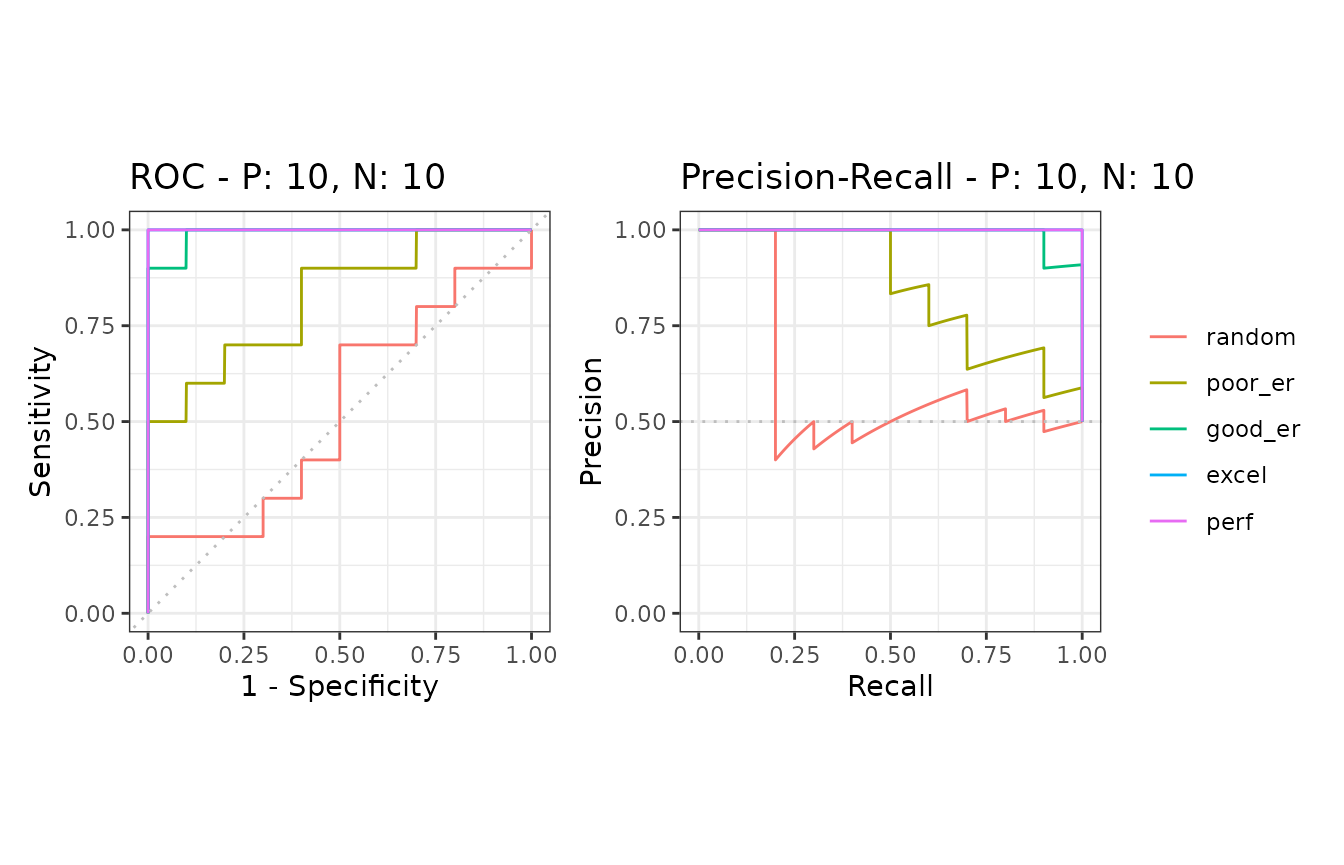 ROC - P: 10, N: 10
1.00
0.75
0.50
0.25
0.00
Sensitivity
0.00 0.25 0.50 0.75 1.00
1 - Specificity
Precision-Recall - P: 10, N: 10
1.00
0.75
0.50
0.25
0.00
Precision
0.00 0.25 0.50 0.75 1.00
Recall
random
poor_er
good_er
excel
perf